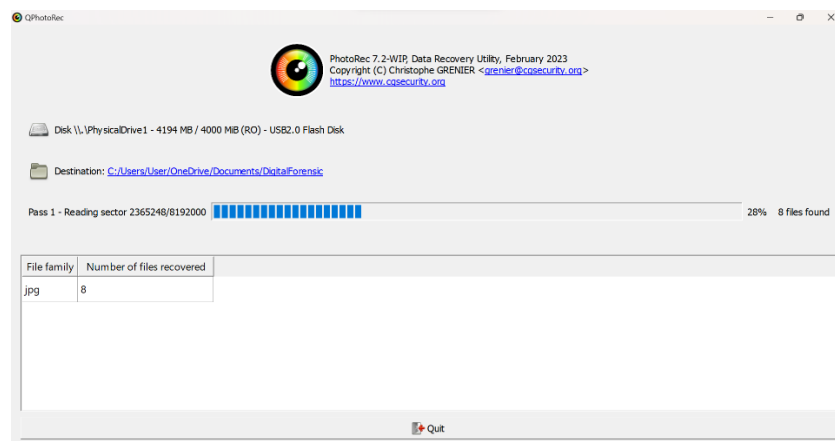 QPhotoRec
PhotoRec 7.2-WIP, Data Recovery Utility, February 2023
Copyright (C) Christophe GRENIER <grenier@cgsecurity.org>
https://www.cgsecurity.org
Disk \\.\PhysicalDrive1 - 4194 MB / 4000 MiB (RO) - USB2.0 Flash Disk
Destination: C:/Users/User/OneDrive/Documents/DigitalForensic
Pass 1 - Reading sector 2365248/8192000 28% 8 files found
File family Number of files recovered
jpg 8
Quit